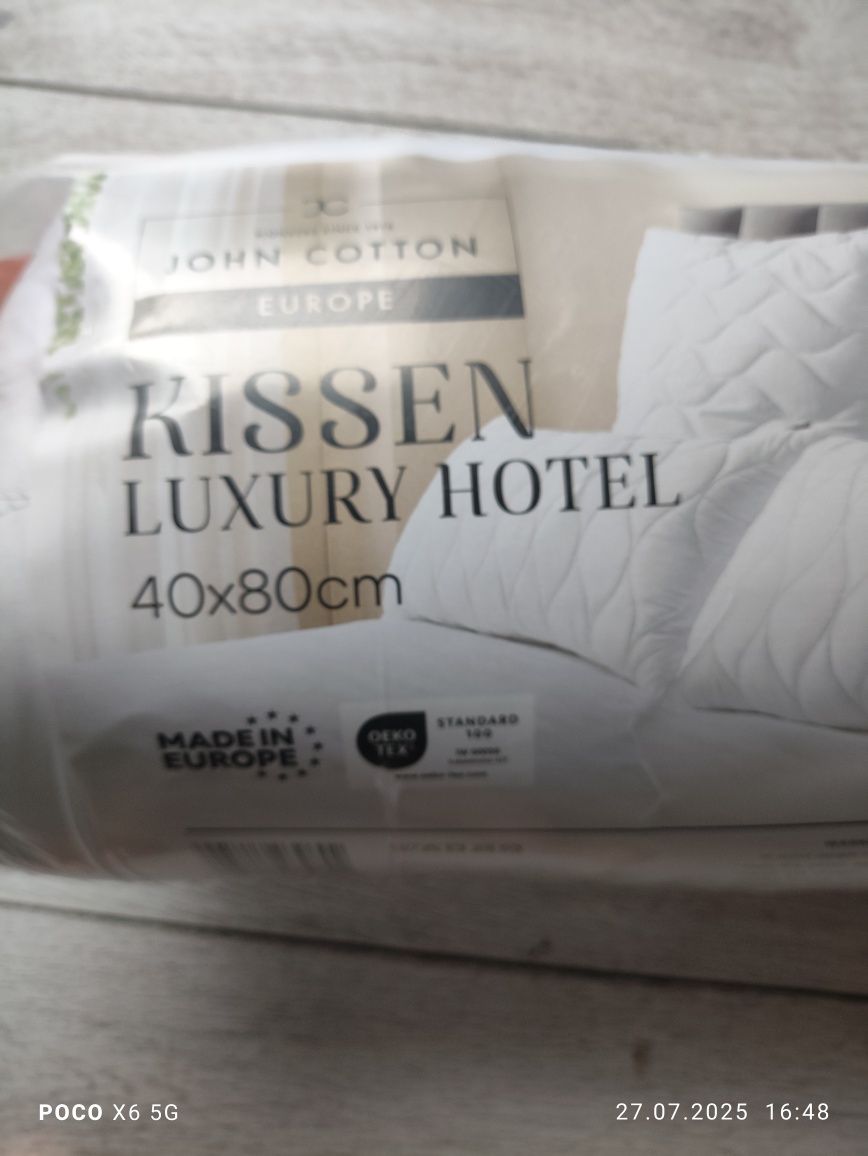 JOHN COTTON
EUROPE
KISSEN
LUXURY HOTEL
40x80cm
MADE IN
EUROPE
OEKO
TEX
STANDARD
100
POCO X6 5G
27.07.2025 16:48